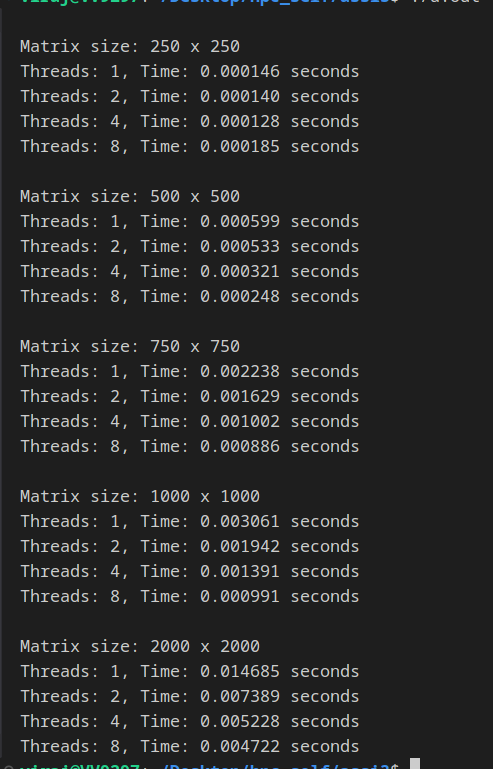 Matrix size: 250 x 250
Threads: 1, Time: 0.000146 seconds
Threads: 2, Time: 0.000140 seconds
Threads: 4, Time: 0.000128 seconds
Threads: 8, Time: 0.000185 seconds
Matrix size: 500 x 500
Threads: 1, Time: 0.000599 seconds
Threads: 2, Time: 0.000533 seconds
Threads: 4, Time: 0.000321 seconds
Threads: 8, Time: 0.000248 seconds
Matrix size: 750 x 750
Threads: 1, Time: 0.002238 seconds
Threads: 2, Time: 0.001629 seconds
Threads: 4, Time: 0.001002 seconds
Threads: 8, Time: 0.000886 seconds
Matrix size: 1000 x 1000
Threads: 1, Time: 0.003061 seconds
Threads: 2, Time: 0.001942 seconds
Threads: 4, Time: 0.001391 seconds
Threads: 8, Time: 0.000991 seconds
Matrix size: 2000 x 2000
Threads: 1, Time: 0.014685 seconds
Threads: 2, Time: 0.007389 seconds
Threads: 4, Time: 0.005228 seconds
Threads: 8, Time: 0.004722 seconds